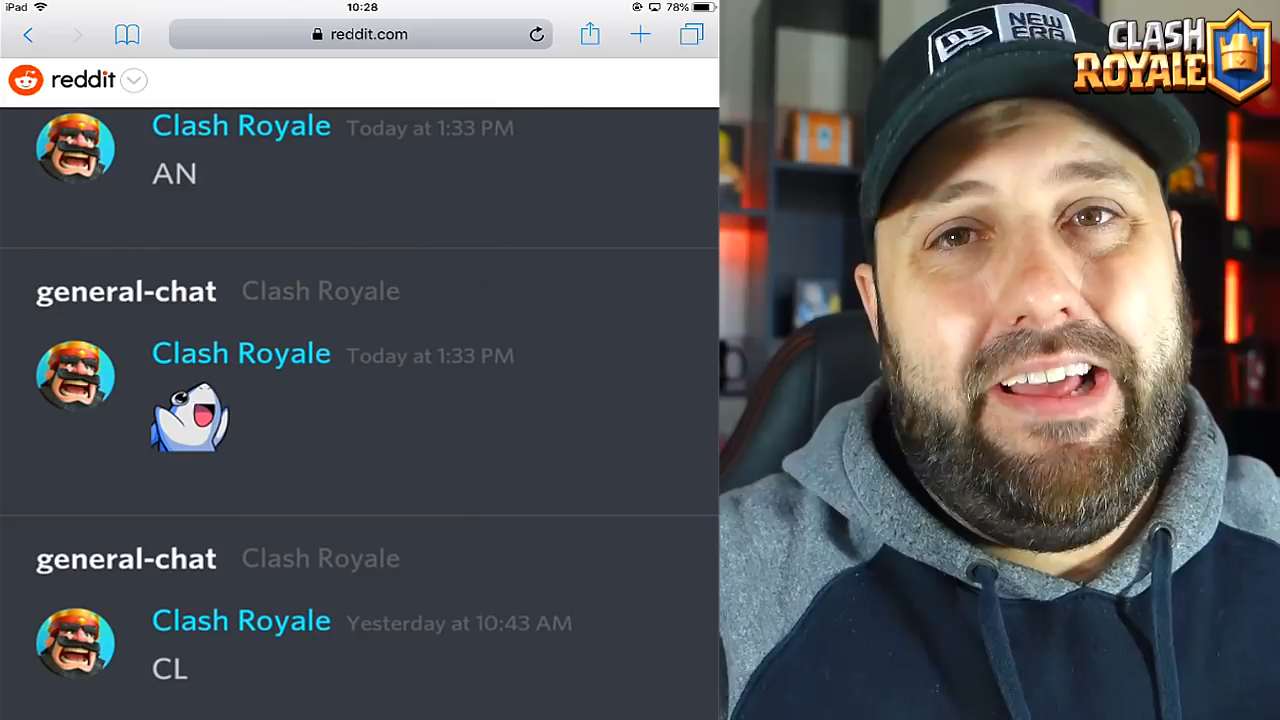 iPad 10:28 78%
reddit.com
reddit
Clash Royale Today at 1:33 PM
AN
general-chat Clash Royale
Clash Royale Today at 1:33 PM
general-chat Clash Royale
Clash Royale Yesterday at 10:43 AM
CL
NEW
ERA
CLASH
ROYALE